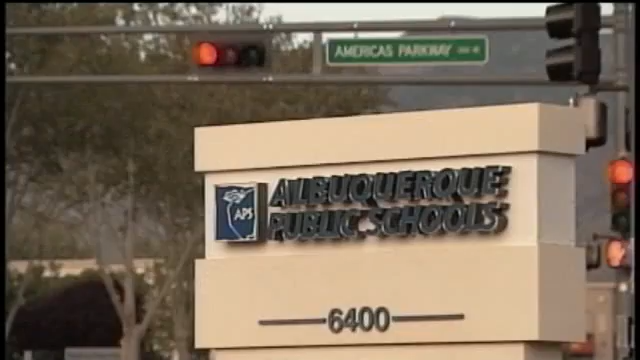 AMERICAS PARKWAY
ALBUQUERQUE
APS
PUBLIC SCHOOLS
6400